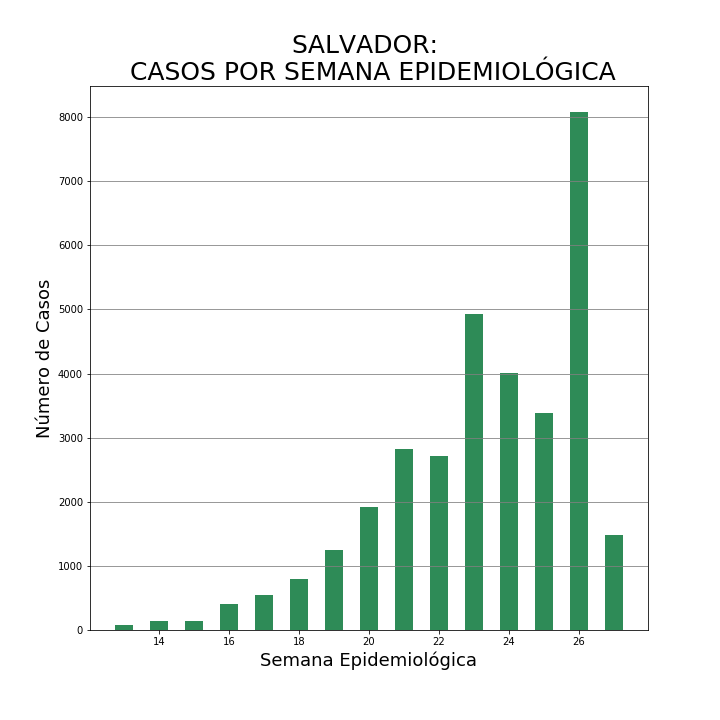 SALVADOR:
CASOS POR SEMANA EPIDEMIOLÓGICA
Número de Casos
8000
7000
6000
5000
4000
3000
2000
1000
0
14 16 18 20 22 24 26
Semana Epidemiológica